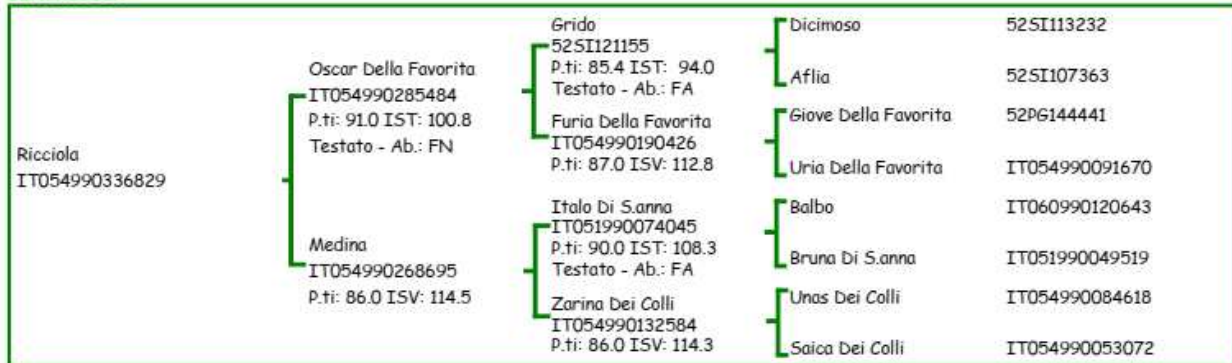 Ricciola
IT054990336829
Oscar Della Favorita
IT054990285484
P.ti: 91.0 IST: 100.8
Testato - Ab.: FN
Medina
IT054990268695
P.ti: 86.0 ISV: 114.5
Grido
52SI121155
P.ti: 85.4 IST: 94.0
Testato - Ab.: FA
Furia Della Favorita
IT054990190426
P.ti: 87.0 ISV: 112.8
Italo Di S.anna
IT051990074045
P.ti: 90.0 IST: 108.3
Testato - Ab.: FA
Zarina Dei Colli
IT054990132584
P.ti: 86.0 ISV: 114.3
Dicimoso 52SI113232
Aflia 52SI107363
Giove Della Favorita 52PG144441
Uria Della Favorita IT054990091670
Balbo IT060990120643
Bruna Di S.anna IT051990049519
Unas Dei Colli IT054990084618
Saica Dei Colli IT054990053072